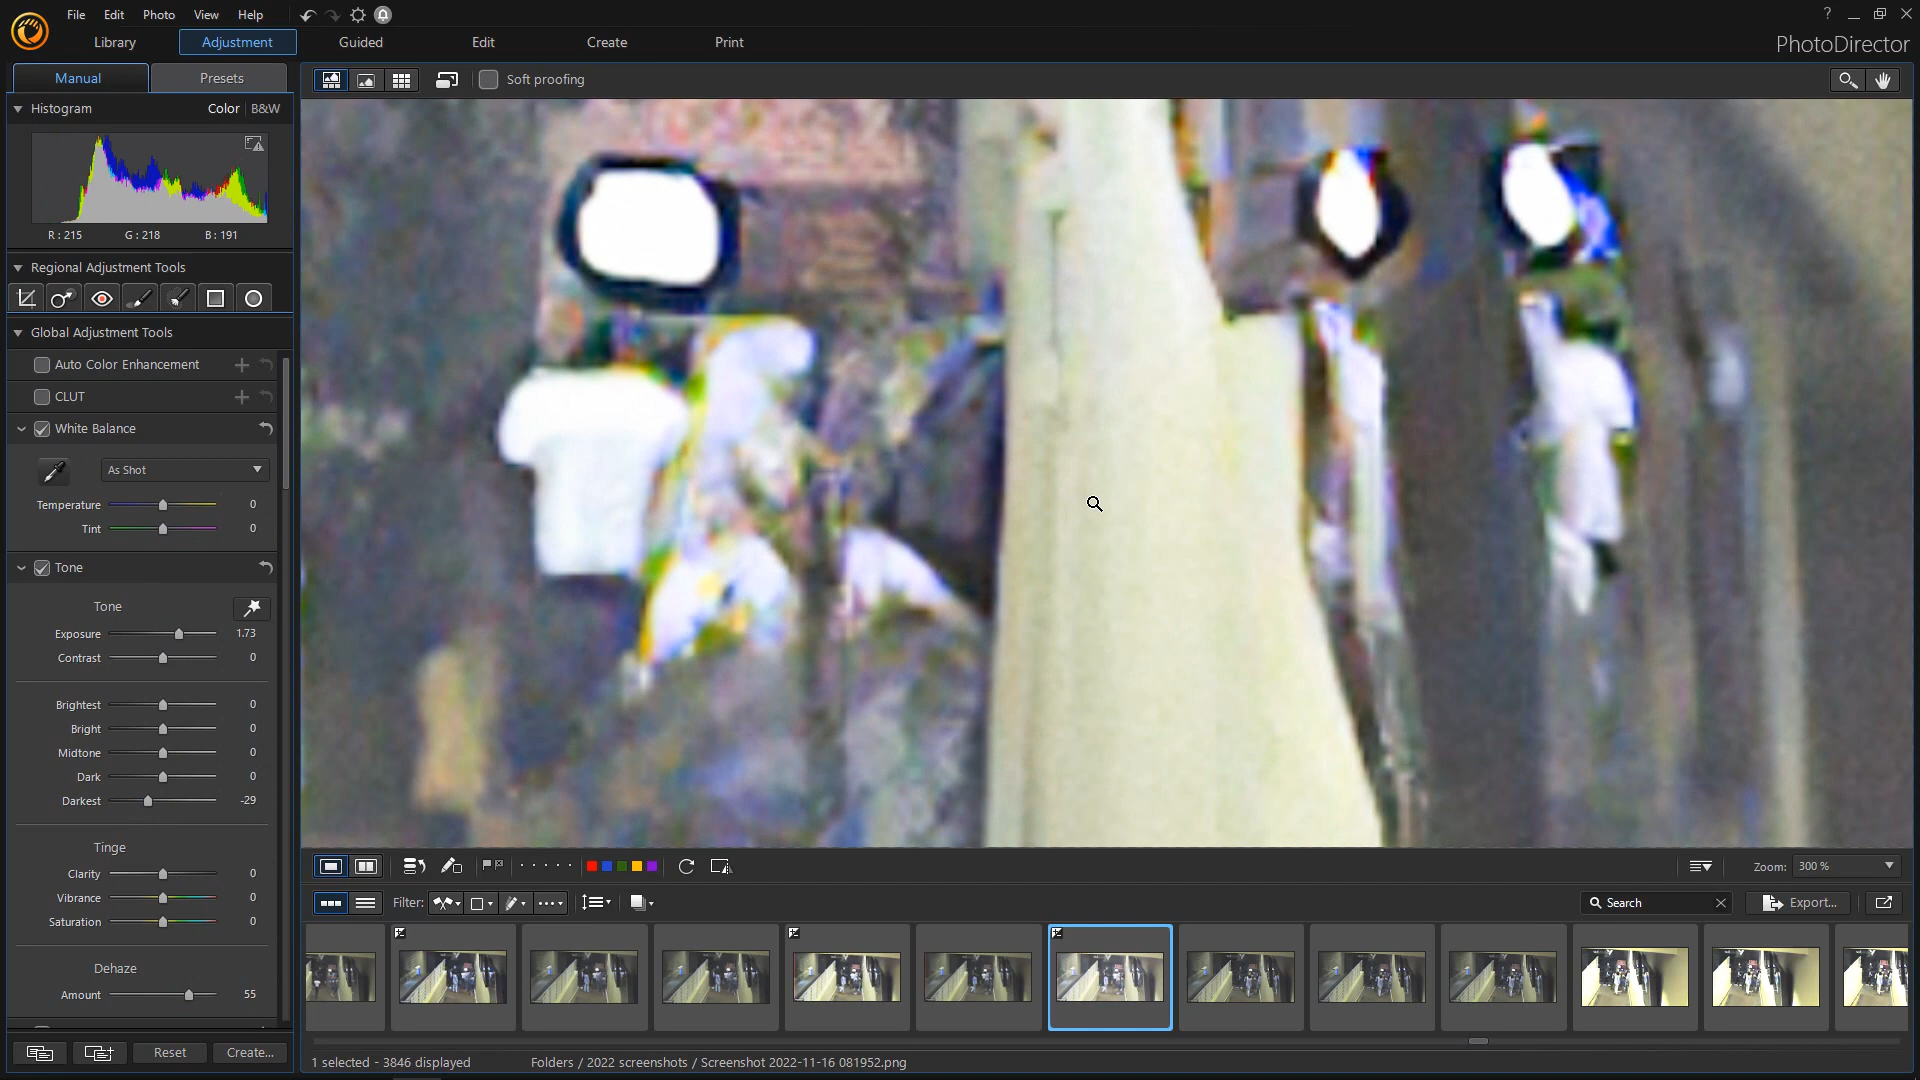 File Edit Photo View Help
?
Library Adjustment Guided Edit Create Print
PhotoDirector
Manual Presets
Soft proofing
Histogram Color | B&W
R : 215 G : 218 B : 191
Regional Adjustment Tools
Global Adjustment Tools
Auto Color Enhancement
CLUT
White Balance
As Shot
Temperature 0
Tint 0
Tone
Tone
Exposure 1.73
Contrast 0
Brightest 0
Bright 0
Midtone 0
Dark 0
Darkest -29
Tinge
Clarity 0
Vibrance 0
Saturation 0
Dehaze
Amount 55
Reset Create...
Zoom: 300 %
Filter:
Search
Export...
1 selected - 3846 displayed
Folders / 2022 screenshots / Screenshot 2022-11-16 081952.png